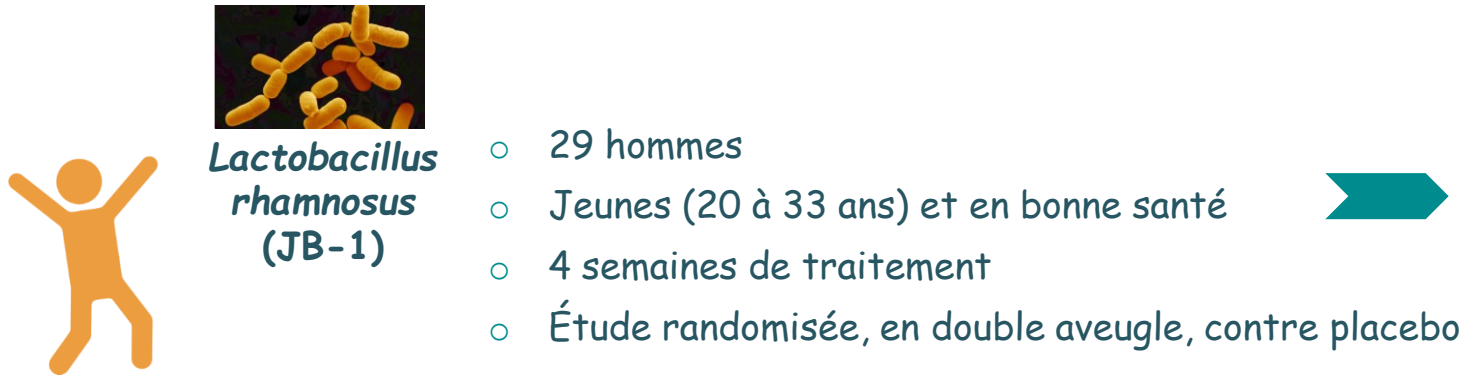 Lactobacillus
rhamnosus
(JB-1)
o 29 hommes
o Jeunes (20 à 33 ans) et en bonne santé
o 4 semaines de traitement
o Étude randomisée, en double aveugle, contre placebo